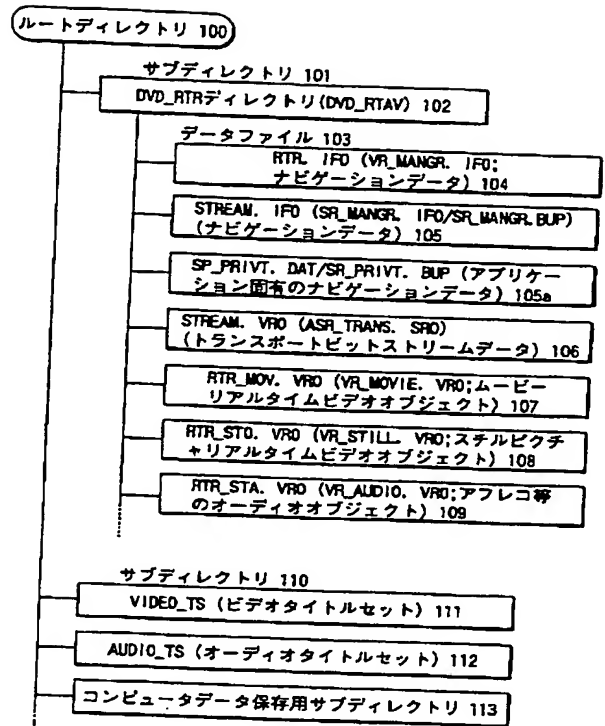 ルートディレクトリ 100
サブディレクトリ 101
DVD_RTRディレクトリ(DVD_RTAV) 102
データファイル 103
RTR. IFO (VR_MANGR. IFO;
ナビゲーションデータ) 104
STREAM. IFO (SR_MANGR. IFO/SR_MANGR.BUP)
(ナビゲーションデータ) 105
SP_PRIVT. DAT/SR_PRIVT. BUP (アプリケー
ション固有のナビゲーションデータ) 105a
STREAM. VRO (ASR_TRANS. SRO)
(トランスポートビットストリームデータ) 106
RTR_MOV. VRO (VR_MOVIE. VRO;ムービー
リアルタイムビデオオブジェクト) 107
RTR_STO. VRO (VR_STILL. VRO;スチルピクチ
ャリアルタイムビデオオブジェクト) 108
RTR_STA. VRO (VR_AUDIO. VRO;アフレコ等
のオーディオオブジェクト) 109
サブディレクトリ 110
VIDEO_TS (ビデオタイトルセット) 111
AUDIO_TS (オーディオタイトルセット) 112
コンピュータデータ保存用サブディレクトリ 113